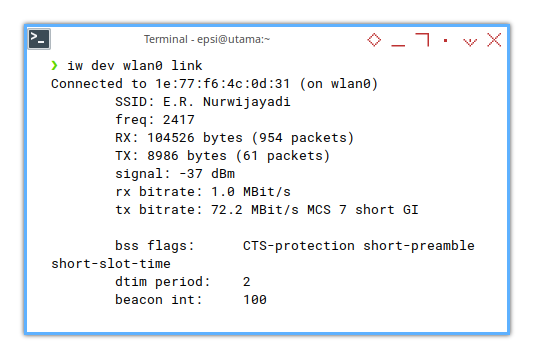 Terminal - epsi@utama:~
❯ iw dev wlan0 link
Connected to 1e:77:f6:4c:0d:31 (on wlan0)
SSID: E.R. Nurwijayadi
freq: 2417
RX: 104526 bytes (954 packets)
TX: 8986 bytes (61 packets)
signal: -37 dBm
rx bitrate: 1.0 MBit/s
tx bitrate: 72.2 MBit/s MCS 7 short GI
bss flags: CTS-protection short-preamble
short-slot-time
dtim period: 2
beacon int: 100